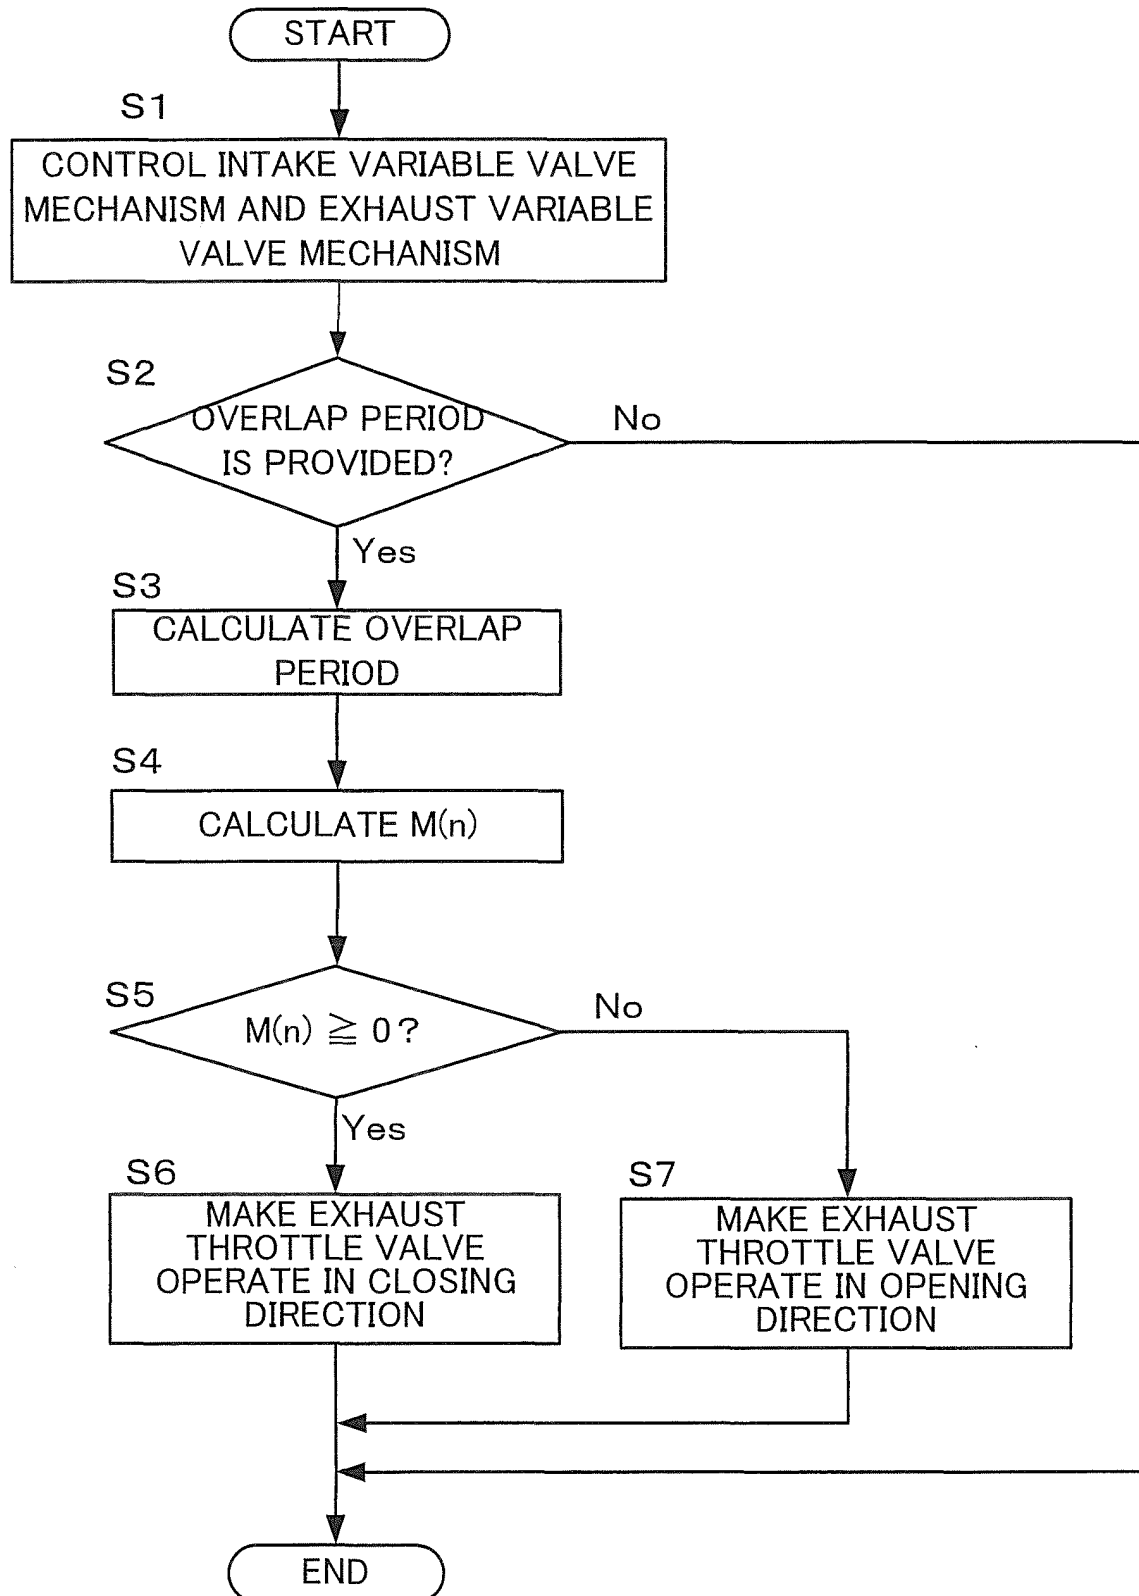 START
S1
CONTROL INTAKE VARIABLE VALVE
MECHANISM AND EXHAUST VARIABLE
VALVE MECHANISM
S2
OVERLAP PERIOD
IS PROVIDED?
No
Yes
S3
CALCULATE OVERLAP
PERIOD
S4
CALCULATE M(n)
S5
M(n) ≧ 0?
No
Yes
S6
MAKE EXHAUST
THROTTLE VALVE
OPERATE IN CLOSING
DIRECTION
S7
MAKE EXHAUST
THROTTLE VALVE
OPERATE IN OPENING
DIRECTION
END